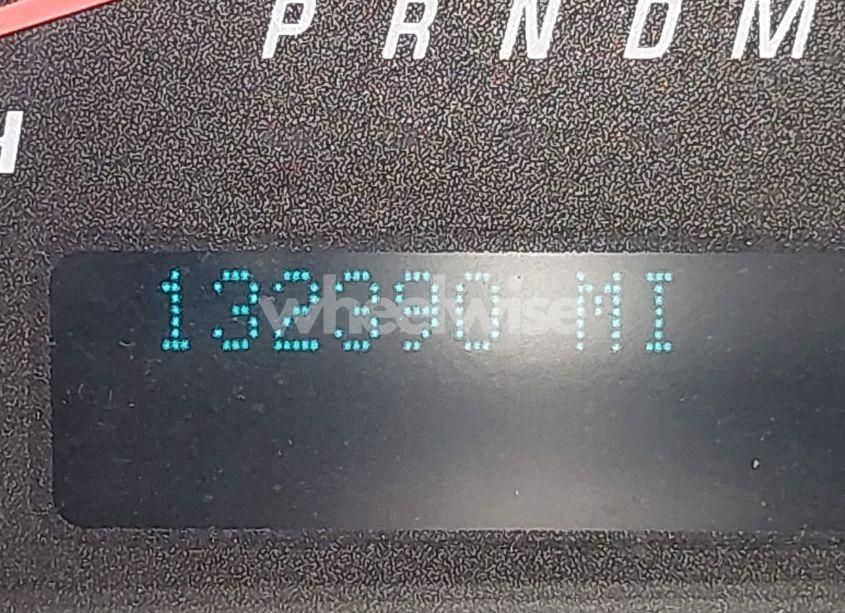 P R N D M
H
132390 MI
wheelwise